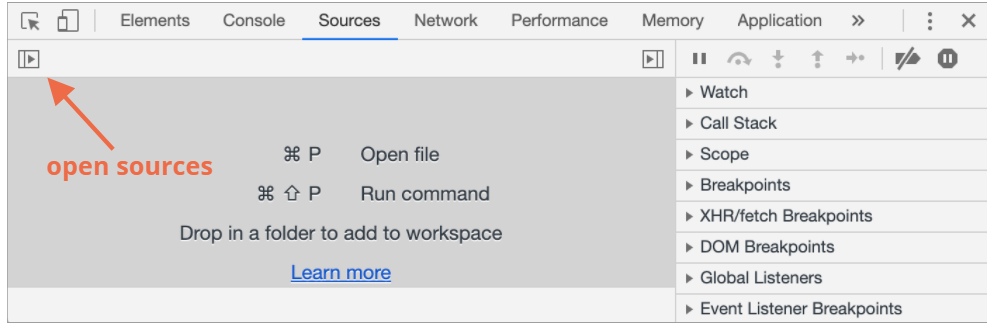 Elements Console Sources Network Performance Memory Application »
open sources
⌘ P Open file
⌘ ⇧ P Run command
Drop in a folder to add to workspace
Learn more
Watch
Call Stack
Scope
Breakpoints
XHR/fetch Breakpoints
DOM Breakpoints
Global Listeners
Event Listener Breakpoints